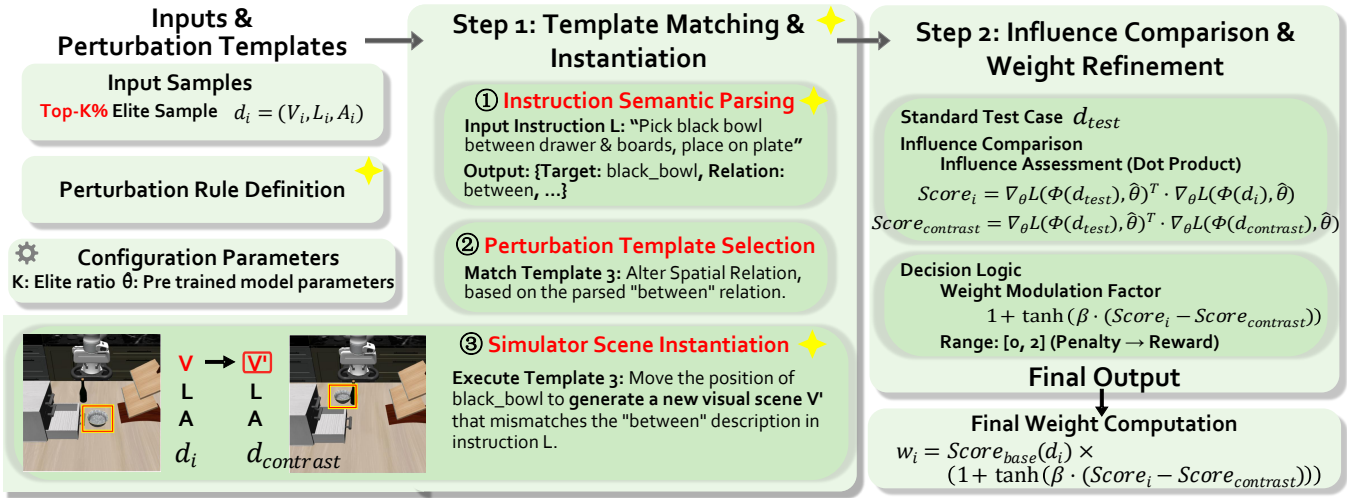 Inputs &
Perturbation Templates
Input Samples
Top-K% Elite Sample d_i = (V_i, L_i, A_i)
Perturbation Rule Definition
Configuration Parameters
K: Elite ratio θ̂: Pre trained model parameters
Step 1: Template Matching &
Instantiation
① Instruction Semantic Parsing
Input Instruction L: "Pick black bowl
between drawer & boards, place on plate"
Output: {Target: black_bowl, Relation:
between, ...}
② Perturbation Template Selection
Match Template 3: Alter Spatial Relation,
based on the parsed "between" relation.
V → V'
L L
A A
d_i d_contrast
③ Simulator Scene Instantiation
Execute Template 3: Move the position of
black_bowl to generate a new visual scene V'
that mismatches the "between" description in
instruction L.
Step 2: Influence Comparison &
Weight Refinement
Standard Test Case d_test
Influence Comparison
Influence Assessment (Dot Product)
Score_i = ∇_θL(Φ(d_test), θ̂)^T · ∇_θL(Φ(d_i), θ̂)
Score_contrast = ∇_θL(Φ(d_test), θ̂)^T · ∇_θL(Φ(d_contrast), θ̂)
Decision Logic
Weight Modulation Factor
1 + tanh(β · (Score_i − Score_contrast))
Range: [0, 2] (Penalty → Reward)
Final Output
Final Weight Computation
w_i = Score_base(d_i) ×
(1 + tanh(β · (Score_i − Score_contrast)))